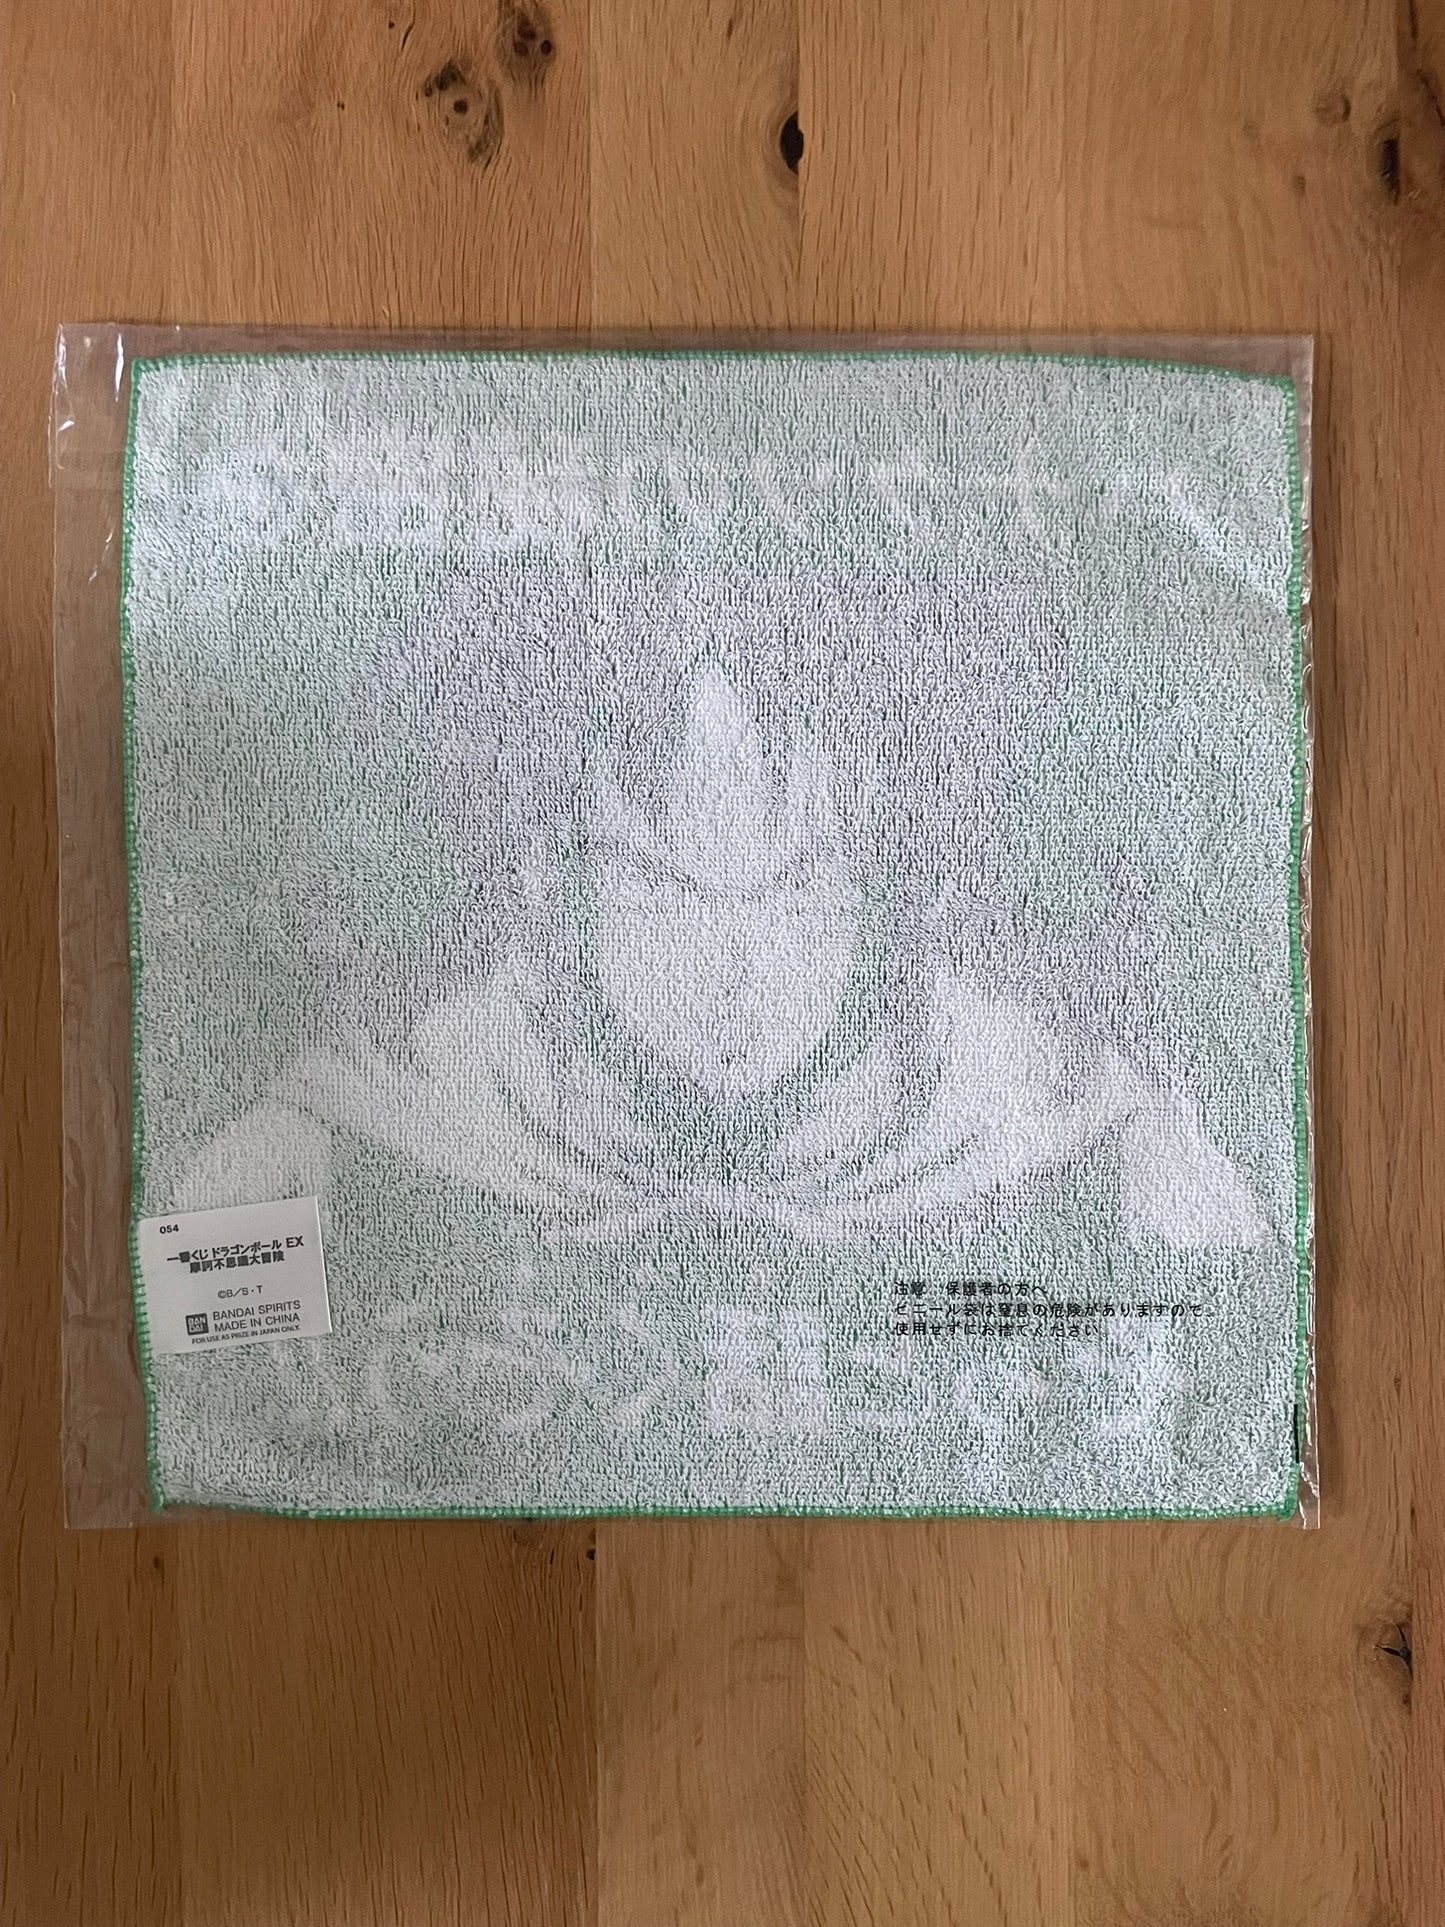 054
一番くじ ドラゴンボール EX
摩訶不思議大冒険
©B／S・T
BAN
DAI
BANDAI SPIRITS
MADE IN CHINA
FOR USE AS PRIZE IN JAPAN ONLY.
注意 保護者の方へ
ビニール袋は窒息の危険がありますので、
使用せずにお捨てください